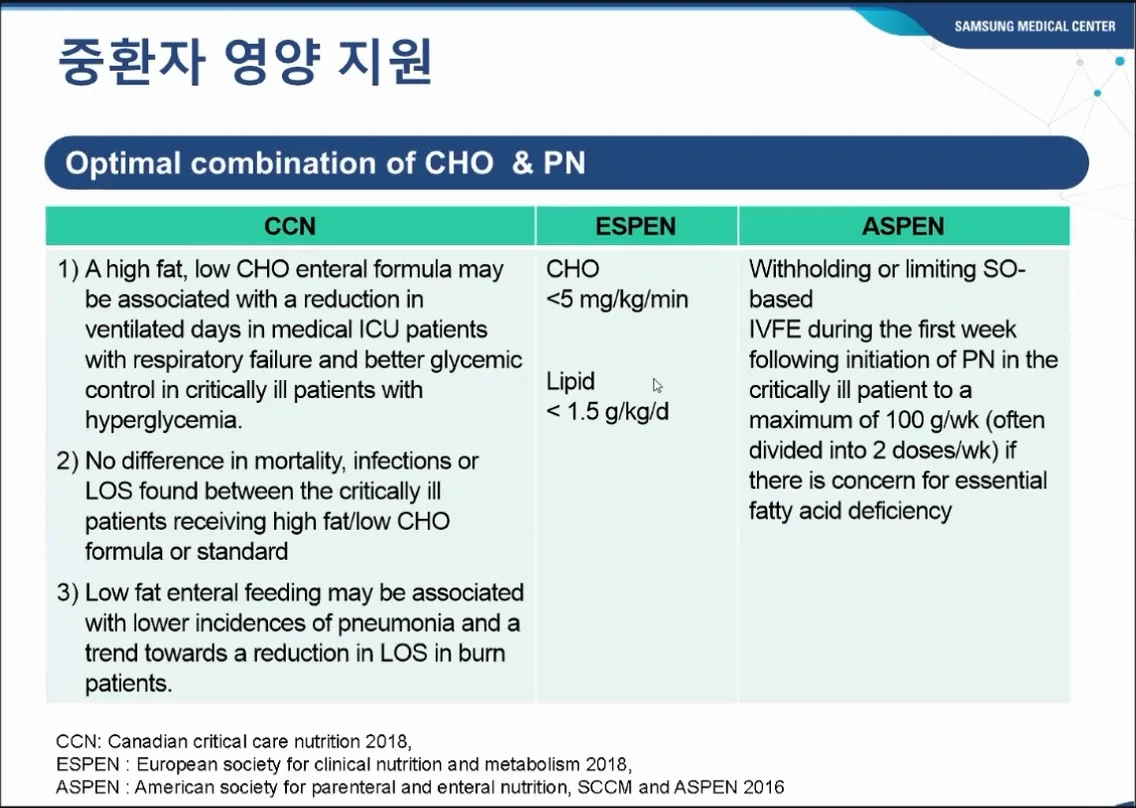 SAMSUNG MEDICAL CENTER
중환자 영양 지원
Optimal combination of CHO & PN
CCN
1) A high fat, low CHO enteral formula may
be associated with a reduction in
ventilated days in medical ICU patients
with respiratory failure and better glycemic
control in critically ill patients with
hyperglycemia.
2) No difference in mortality, infections or
LOS found between the critically ill
patients receiving high fat/low CHO
formula or standard
3) Low fat enteral feeding may be associated
with lower incidences of pneumonia and a
trend towards a reduction in LOS in burn
patients.
ESPEN
CHO
<5 mg/kg/min
Lipid
< 1.5 g/kg/d
ASPEN
Withholding or limiting SO-
based
IVFE during the first week
following initiation of PN in the
critically ill patient to a
maximum of 100 g/wk (often
divided into 2 doses/wk) if
there is concern for essential
fatty acid deficiency
CCN: Canadian critical care nutrition 2018,
ESPEN : European society for clinical nutrition and metabolism 2018,
ASPEN : American society for parenteral and enteral nutrition, SCCM and ASPEN 2016